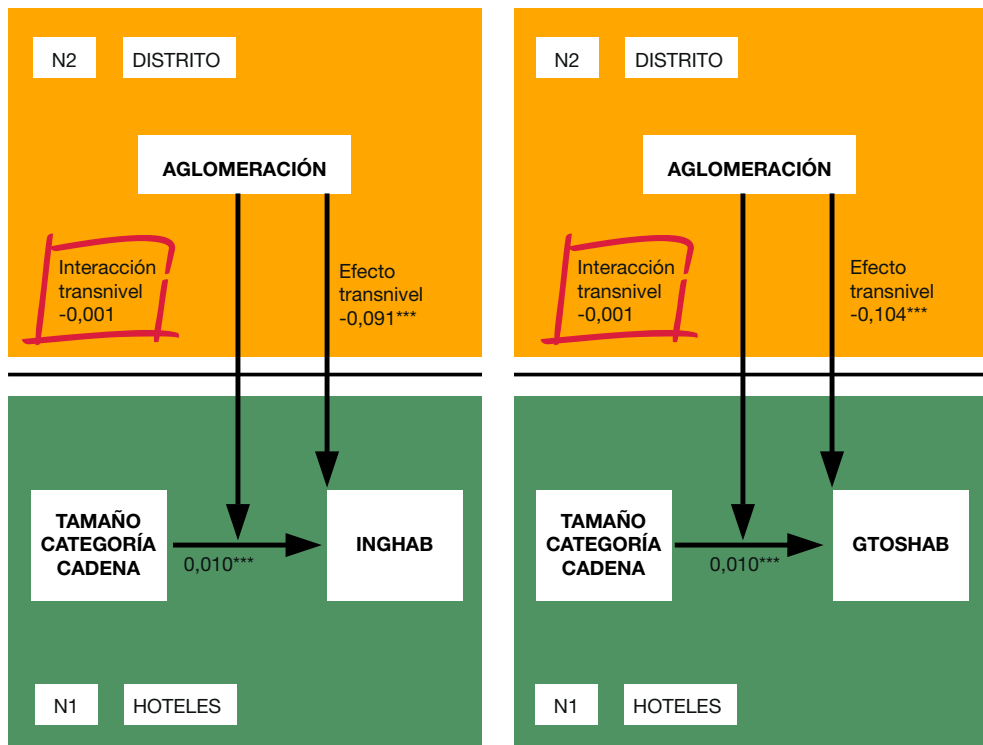 N2 DISTRITO
AGLOMERACIÓN
Interacción
transnivel
-0,001
Efecto
transnivel
-0,091***
TAMAÑO
CATEGORÍA
CADENA
0,010***
INGHAB
N1 HOTELES
N2 DISTRITO
AGLOMERACIÓN
Interacción
transnivel
-0,001
Efecto
transnivel
-0,104***
TAMAÑO
CATEGORÍA
CADENA
0,010***
GTOSHAB
N1 HOTELES